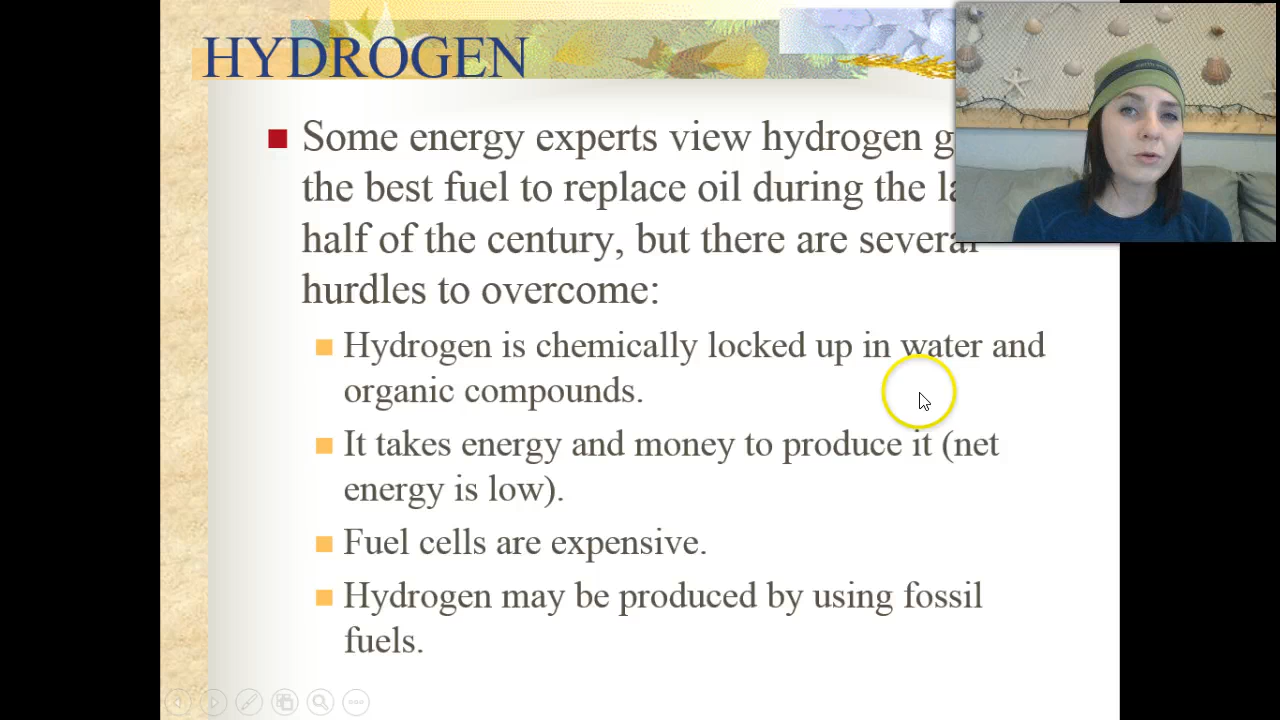 HYDROGEN
Some energy experts view hydrogen
the best fuel to replace oil during the
half of the century, but there are several
hurdles to overcome:
Hydrogen is chemically locked up in water and
organic compounds.
It takes energy and money to produce it (net
energy is low).
Fuel cells are expensive.
Hydrogen may be produced by using fossil
fuels.